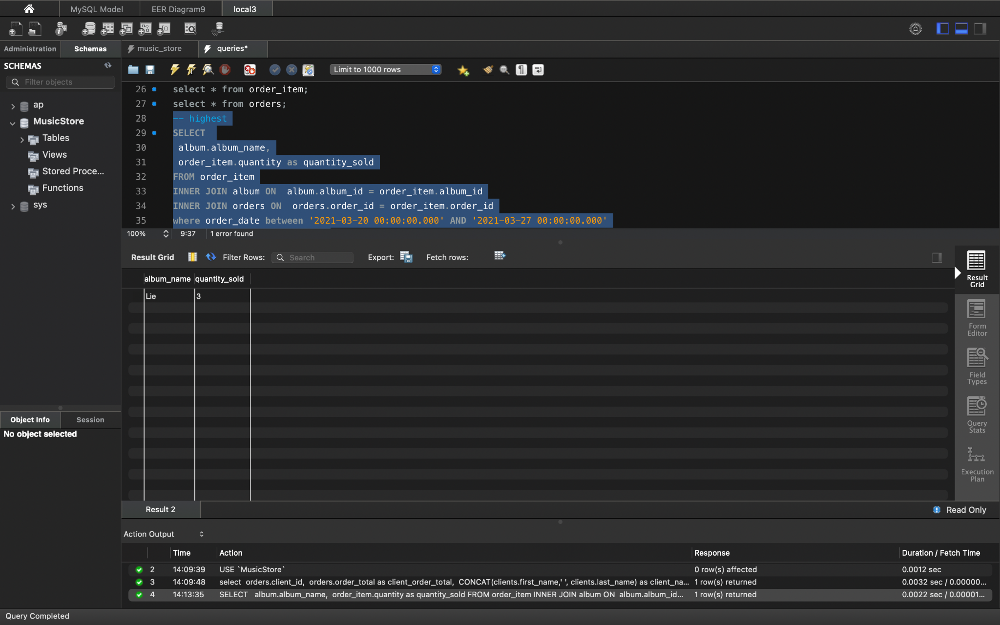 MySQL Model EER Diagram9 local3
Administration Schemas music_store queries*
SCHEMAS
Limit to 1000 rows
Filter objects
ap
MusicStore
Tables
Views
Stored Proce...
Functions
sys
26 select * from order_item;
27 select * from orders;
28 -- highest
29 SELECT
30 album.album_name,
31 order_item.quantity as quantity_sold
32 FROM order_item
33 INNER JOIN album ON  album.album_id = order_item.album_id
34 INNER JOIN orders ON  orders.order_id = order_item.order_id
35 where order_date between '2021-03-20 00:00:00.000' AND '2021-03-27 00:00:00.000'
100% 9:37 1 error found
Result Grid Filter Rows: Search Export: Fetch rows:
album_name quantity_sold
Lie 3
Result
Grid
Form
Editor
Field
Types
Query
Stats
Execution
Plan
Object Info Session
No object selected
Result 2 Read Only
Action Output
Time Action Response Duration / Fetch Time
2 14:09:39 USE `MusicStore` 0 row(s) affected 0.0012 sec
3 14:09:48 select  orders.client_id,  orders.order_total as client_order_total,  CONCAT(clients.first_name,' ', clients.last_name) as client_na... 1 row(s) returned 0.0032 sec / 0.00000...
4 14:13:35 SELECT   album.album_name,  order_item.quantity as quantity_sold FROM order_item INNER JOIN album ON  album.album_id... 1 row(s) returned 0.0022 sec / 0.00001...
Query Completed